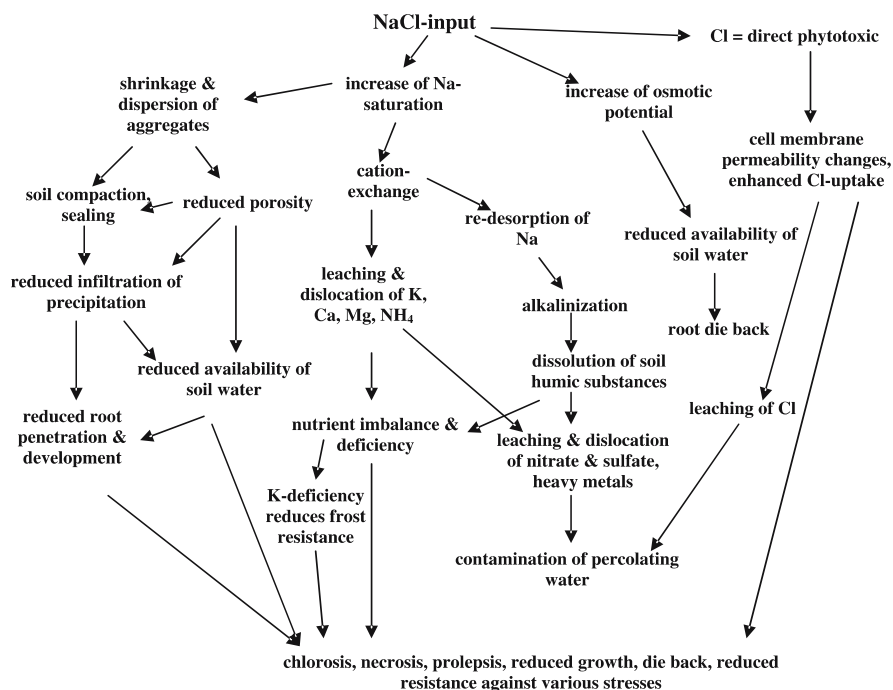 NaCl-input
Cl = direct phytotoxic
shrinkage &
dispersion of
aggregates
increase of Na-
saturation
increase of osmotic
potential
cell membrane
permeability changes,
enhanced Cl-uptake
cation-
exchange
soil compaction,
sealing
reduced porosity
re-desorption of
Na
reduced availability of
soil water
reduced infiltration of
precipitation
leaching &
dislocation of K,
Ca, Mg, NH₄
alkalinization
root die back
reduced availability of
soil water
dissolution of soil
humic substances
reduced root
penetration &
development
nutrient imbalance &
deficiency
leaching of Cl
leaching & dislocation
of nitrate & sulfate,
heavy metals
K-deficiency
reduces frost
resistance
contamination of percolating
water
chlorosis, necrosis, prolepsis, reduced growth, die back, reduced
resistance against various stresses